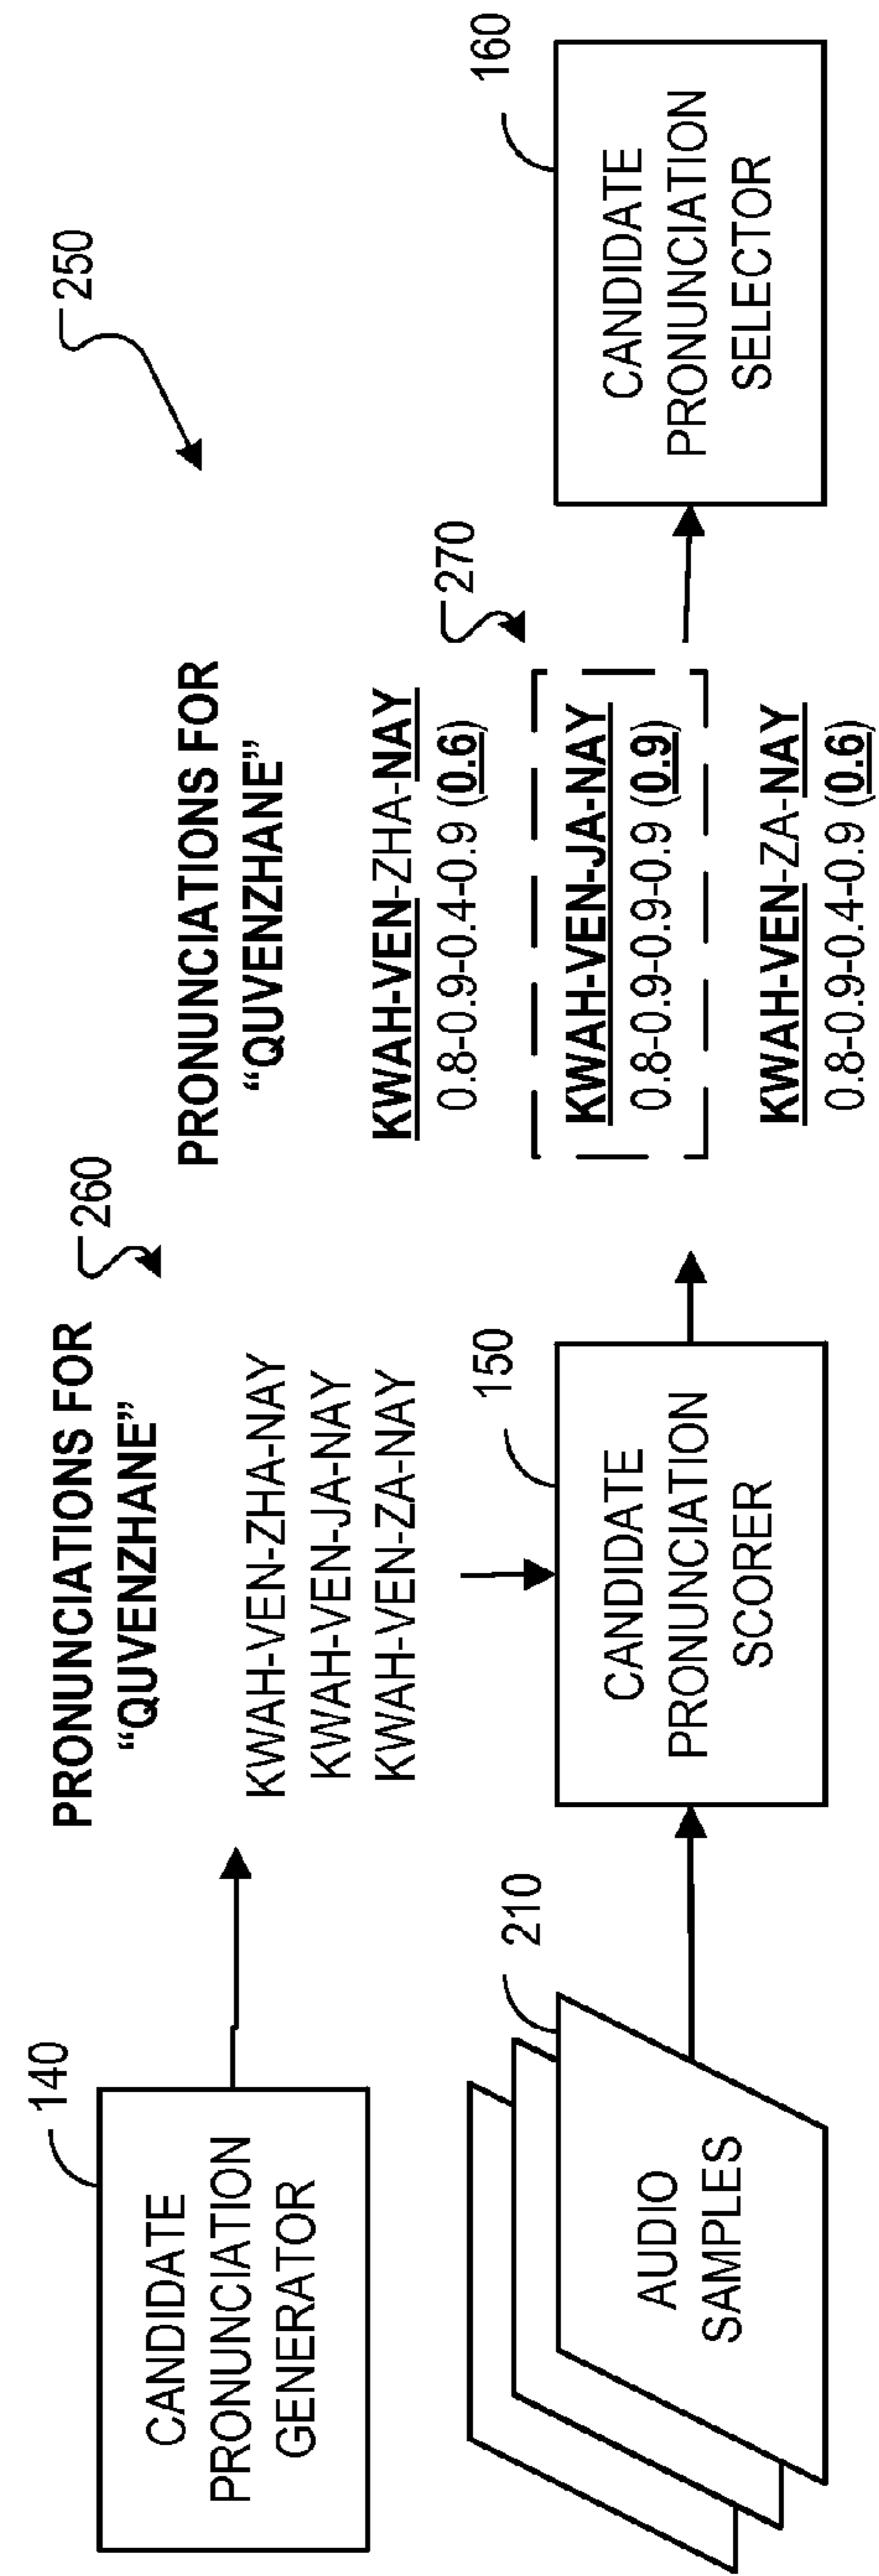 250
140
CANDIDATE
PRONUNCIATION
GENERATOR
PRONUNCIATIONS FOR
“QUVENZHANE”
260
KWAH-VEN-ZHA-NAY
KWAH-VEN-JA-NAY
KWAH-VEN-ZA-NAY
210
AUDIO
SAMPLES
150
CANDIDATE
PRONUNCIATION
SCORER
PRONUNCIATIONS FOR
“QUVENZHANE”
KWAH-VEN-ZHA-NAY
0.8-0.9-0.4-0.9 (0.6)
270
KWAH-VEN-JA-NAY
0.8-0.9-0.9-0.9 (0.9)
KWAH-VEN-ZA-NAY
0.8-0.9-0.4-0.9 (0.6)
160
CANDIDATE
PRONUNCIATION
SELECTOR